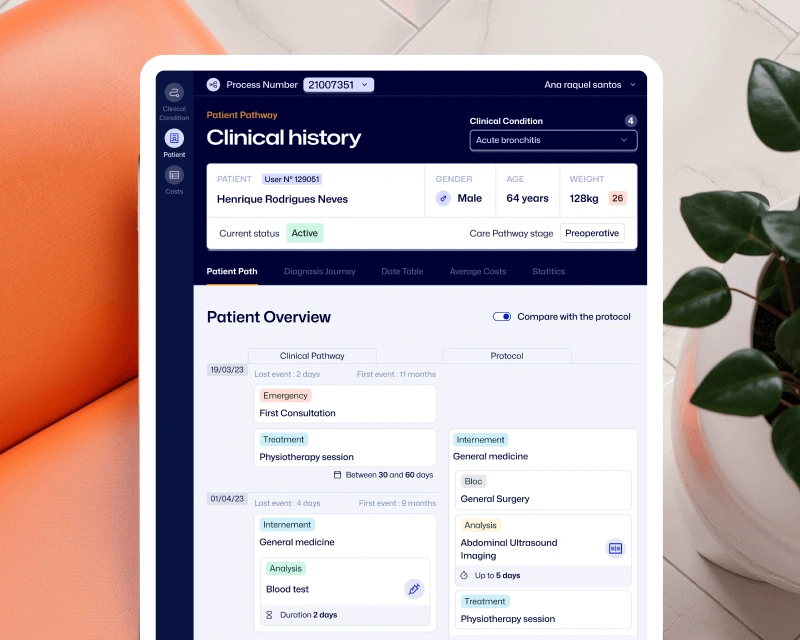 Process Number 21007351
Ana raquel santos
Clinical Condition
Patient
Costs
Patient Pathway
Clinical history
Clinical Condition 4
Acute bronchitis
PATIENT User Nº 129051
Henrique Rodrigues Neves
GENDER
Male
AGE
64 years
WEIGHT
128kg 26
Current status Active
Care Pathway stage Preoperative
Patient Path Diagnosis Journey Date Table Average Costs Statitics
Patient Overview
Compare with the protocol
Clinical Pathway
Protocol
19/03/23
Last event : 2 days First event : 11 months
Emergency
First Consultation
Treatment
Physiotherapy session
Between 30 and 60 days
01/04/23
Last event : 4 days First event : 9 months
Internement
General medicine
Analysis
Blood test
Duration 2 days
Internement
General medicine
Bloc
General Surgery
Analysis
Abdominal Ultrasound
Imaging
Up to 5 days
Treatment
Physiotherapy session